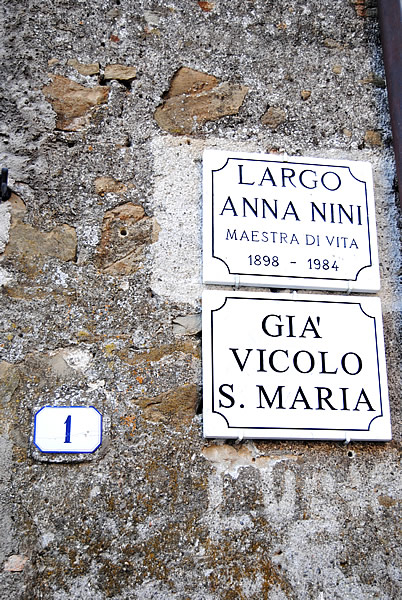 LARGO
ANNA NINI
MAESTRA DI VITA
1898 - 1984
GIA'
VICOLO
S. MARIA
1